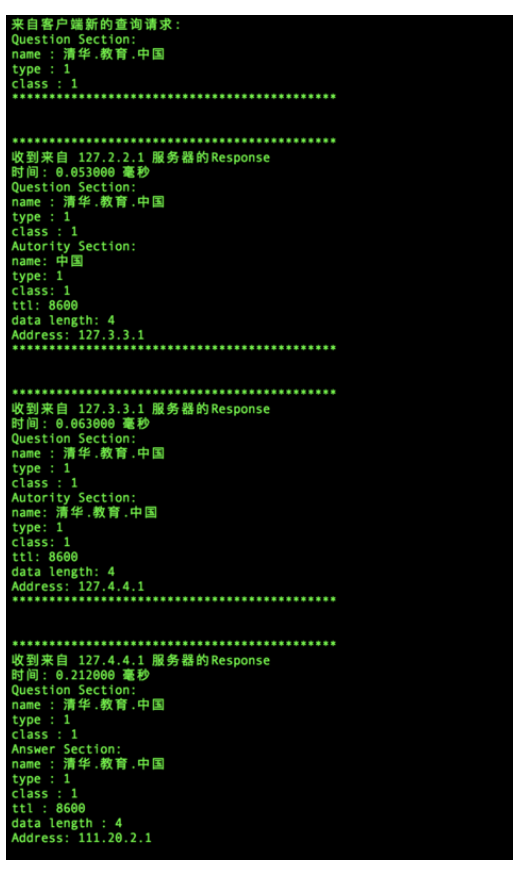 来自客户端新的查询请求:
Question Section:
name : 清华.教育.中国
type : 1
class : 1
********************************************
********************************************
收到来自 127.2.2.1 服务器的Response
时间: 0.053000 毫秒
Question Section:
name : 清华.教育.中国
type : 1
class : 1
Autority Section:
name: 中国
type: 1
class: 1
ttl: 8600
data length: 4
Address: 127.3.3.1
********************************************
********************************************
收到来自 127.3.3.1 服务器的Response
时间: 0.063000 毫秒
Question Section:
name : 清华.教育.中国
type : 1
class : 1
Autority Section:
name: 清华.教育.中国
type: 1
class: 1
ttl: 8600
data length: 4
Address: 127.4.4.1
********************************************
********************************************
收到来自 127.4.4.1 服务器的Response
时间: 0.212000 毫秒
Question Section:
name : 清华.教育.中国
type : 1
class : 1
Answer Section:
name : 清华.教育.中国
type : 1
class : 1
ttl : 8600
data length : 4
Address: 111.20.2.1